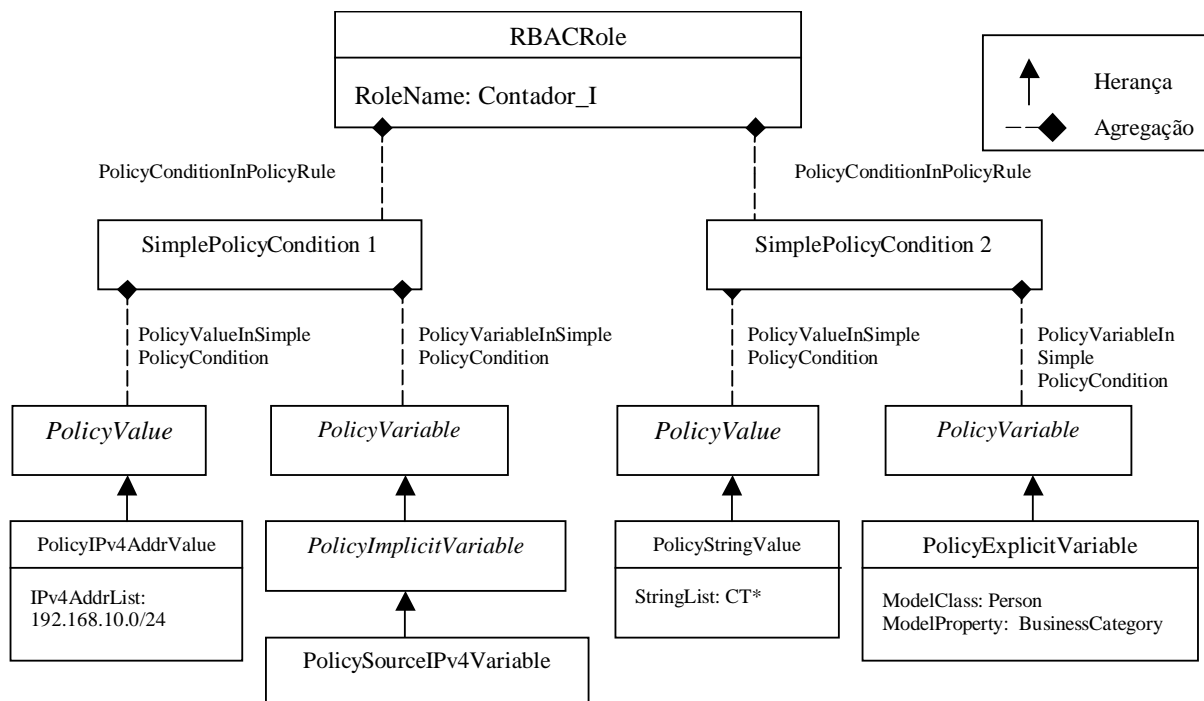 RBACRole
RoleName: Contador_I
Herança
Agregação
PolicyConditionInPolicyRule
PolicyConditionInPolicyRule
SimplePolicyCondition 1
SimplePolicyCondition 2
PolicyValueInSimple
PolicyCondition
PolicyVariableInSimple
PolicyCondition
PolicyValueInSimple
PolicyCondition
PolicyVariableIn
Simple
PolicyCondition
PolicyValue
PolicyVariable
PolicyValue
PolicyVariable
PolicyIPv4AddrValue
IPv4AddrList:
192.168.10.0/24
PolicyImplicitVariable
PolicyStringValue
StringList: CT*
PolicyExplicitVariable
ModelClass: Person
ModelProperty: BusinessCategory
PolicySourceIPv4Variable